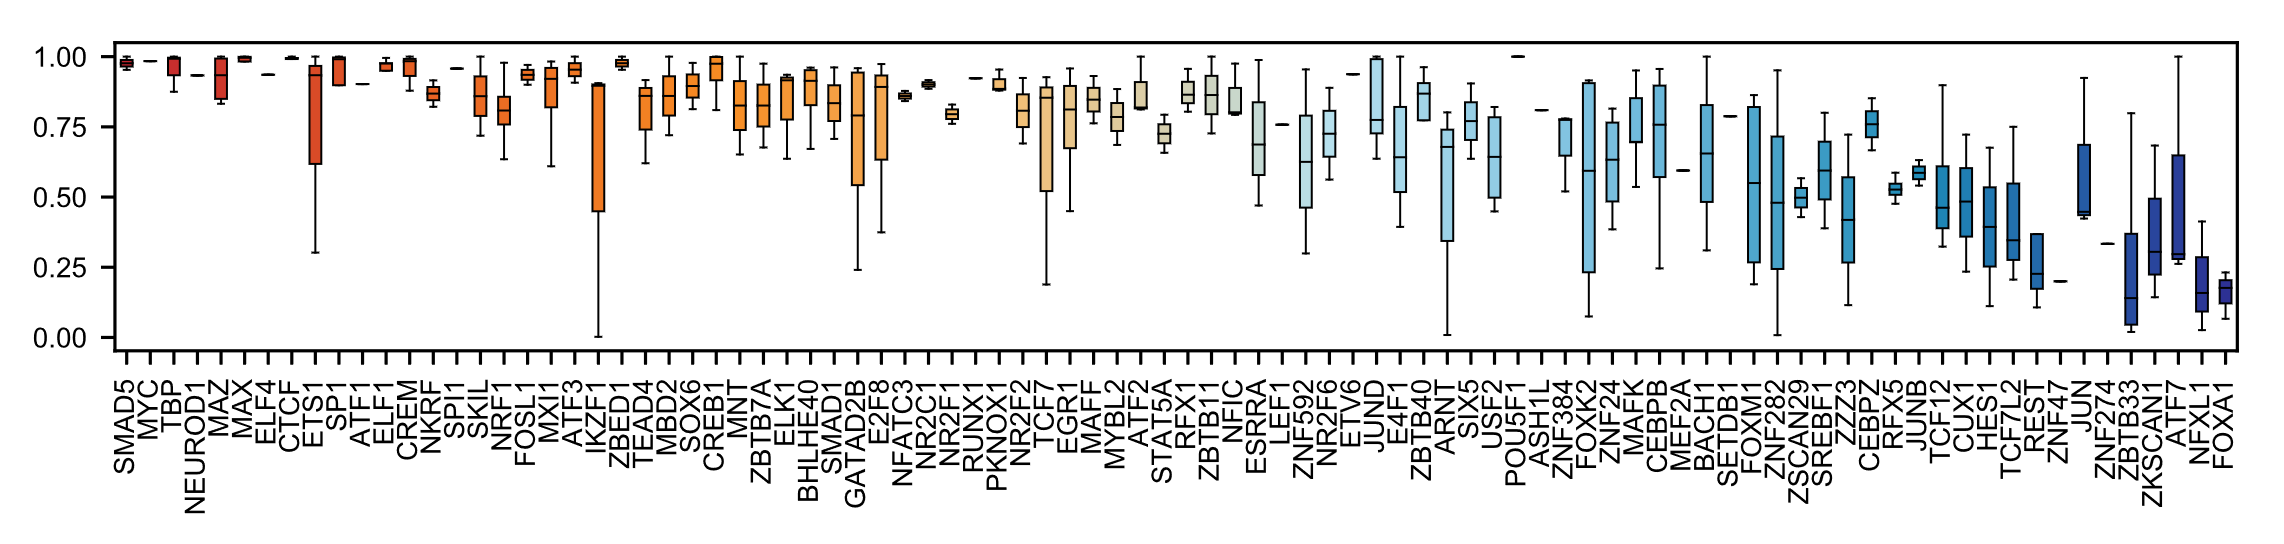 1.00
0.75
0.50
0.25
0.00
SMAD5
MYC
TBP
NEUROD1
MAZ
MAX
ELF4
CTCF
ETS1
SP1
ATF1
ELF1
CREM
NKRF
SPI1
SKIL
NRF1
FOSL1
MXI1
ATF3
IKZF1
ZBED1
TEAD4
MBD2
SOX6
CREB1
MNT
ZBTB7A
ELK1
BHLHE40
SMAD1
GATAD2B
E2F8
NFATC3
NR2C1
NR2F1
RUNX1
PKNOX1
NR2F2
TCF7
EGR1
MAFF
MYBL2
ATF2
STAT5A
RFX1
ZBTB11
NFIC
ESRRA
LEF1
ZNF592
NR2F6
ETV6
JUND
E4F1
ZBTB40
ARNT
SIX5
USF2
POU5F1
ASH1L
ZNF384
FOXK2
ZNF24
MAFK
CEBPB
MEF2A
BACH1
SETDB1
FOXM1
ZNF282
ZSCAN29
SREBF1
ZZZ3
CEBPZ
RFX5
JUNB
TCF12
CUX1
HES1
TCF7L2
REST
ZNF47
JUN
ZNF274
ZBTB33
ZKSCAN1
ATF7
NFXL1
FOXA1